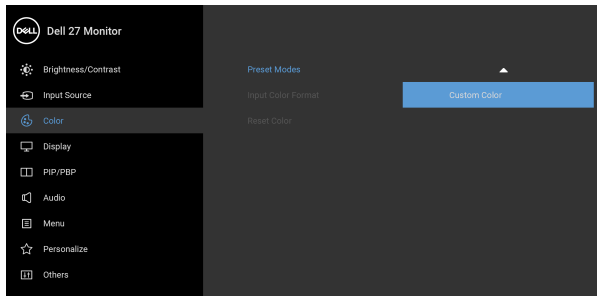 DELL Dell 27 Monitor
Brightness/Contrast
Preset Modes
Input Source
Input Color Format
Custom Color
Color
Reset Color
Display
PIP/PBP
Audio
Menu
Personalize
Others